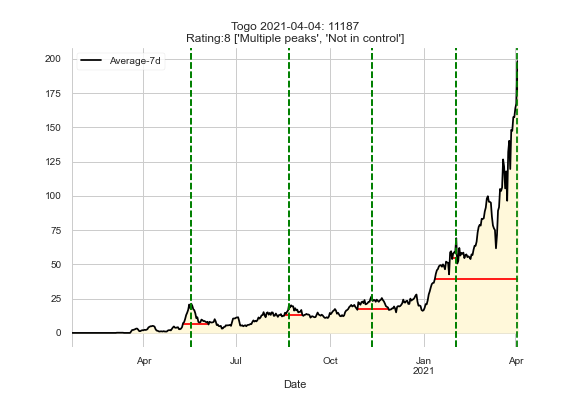 Togo 2021-04-04: 11187
Rating:8 ['Multiple peaks', 'Not in control']
Average-7d
200
175
150
125
100
75
50
25
0
Apr
Jul
Oct
Jan
2021
Apr
Date